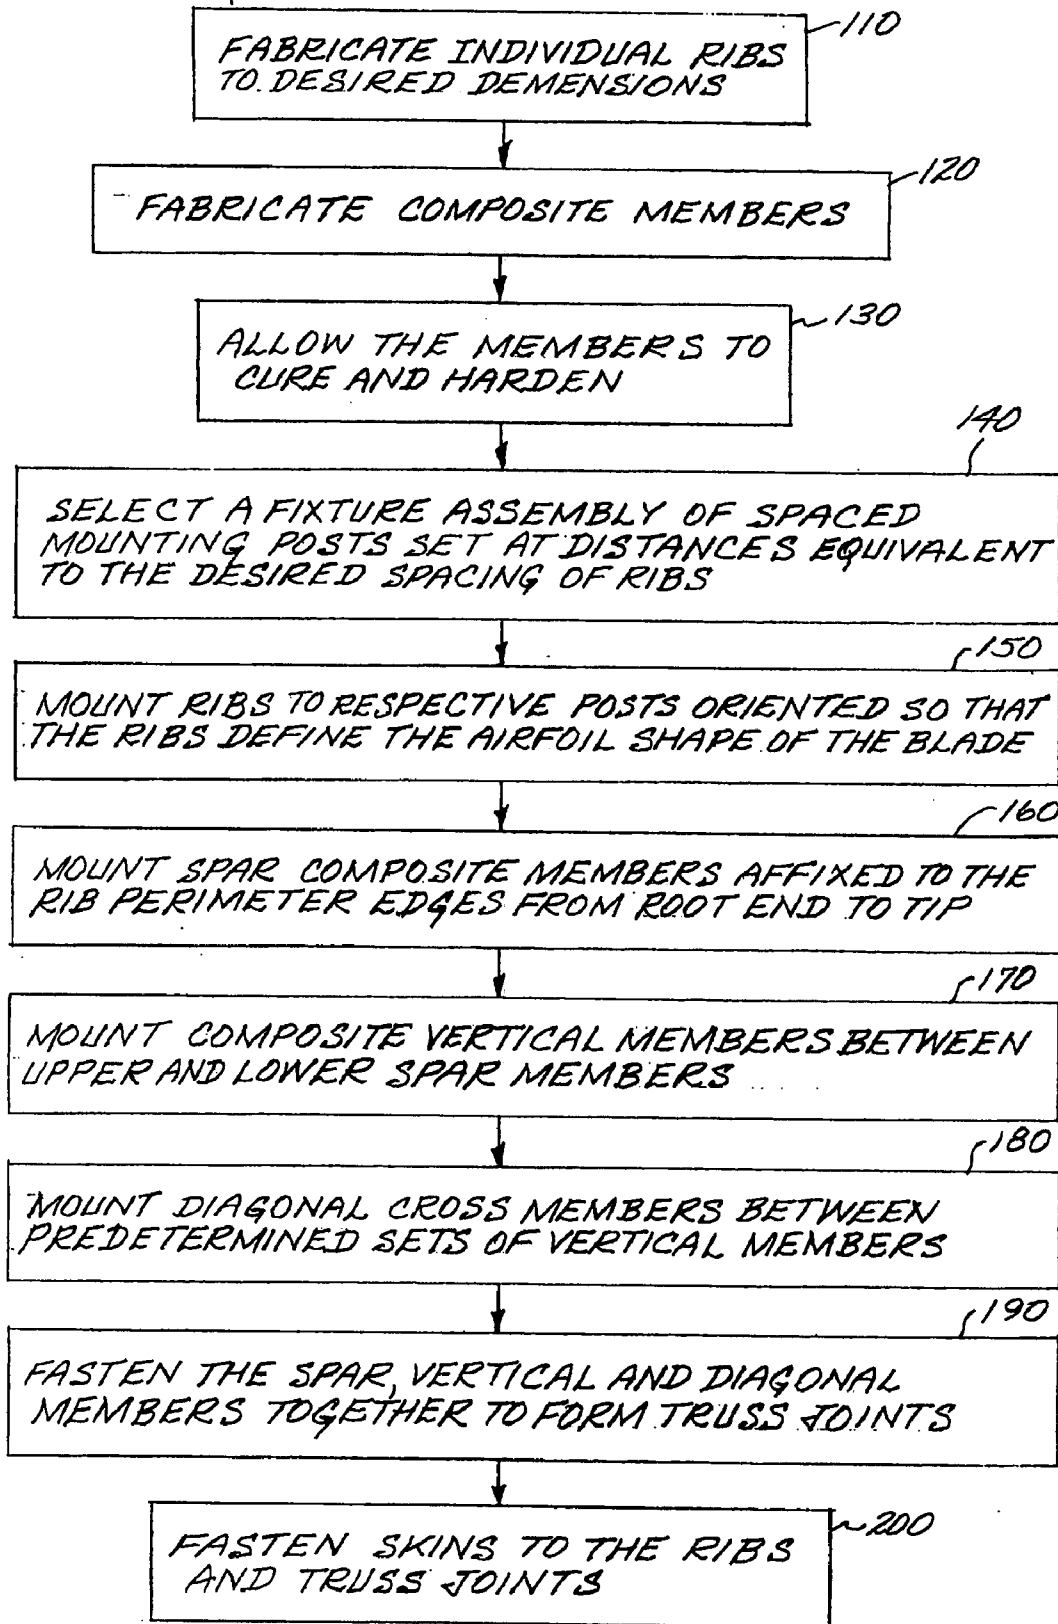 110
FABRICATE INDIVIDUAL RIBS
TO DESIRED DEMENSIONS
120
FABRICATE COMPOSITE MEMBERS
130
ALLOW THE MEMBERS TO
CURE AND HARDEN
140
SELECT A FIXTURE ASSEMBLY OF SPACED
MOUNTING POSTS SET AT DISTANCES EQUIVALENT
TO THE DESIRED SPACING OF RIBS
150
MOUNT RIBS TO RESPECTIVE POSTS ORIENTED SO THAT
THE RIBS DEFINE THE AIRFOIL SHAPE OF THE BLADE
160
MOUNT SPAR COMPOSITE MEMBERS AFFIXED TO THE
RIB PERIMETER EDGES FROM ROOT END TO TIP
170
MOUNT COMPOSITE VERTICAL MEMBERS BETWEEN
UPPER AND LOWER SPAR MEMBERS
180
MOUNT DIAGONAL CROSS MEMBERS BETWEEN
PREDETERMINED SETS OF VERTICAL MEMBERS
190
FASTEN THE SPAR, VERTICAL AND DIAGONAL
MEMBERS TOGETHER TO FORM TRUSS JOINTS
200
FASTEN SKINS TO THE RIBS
AND TRUSS JOINTS